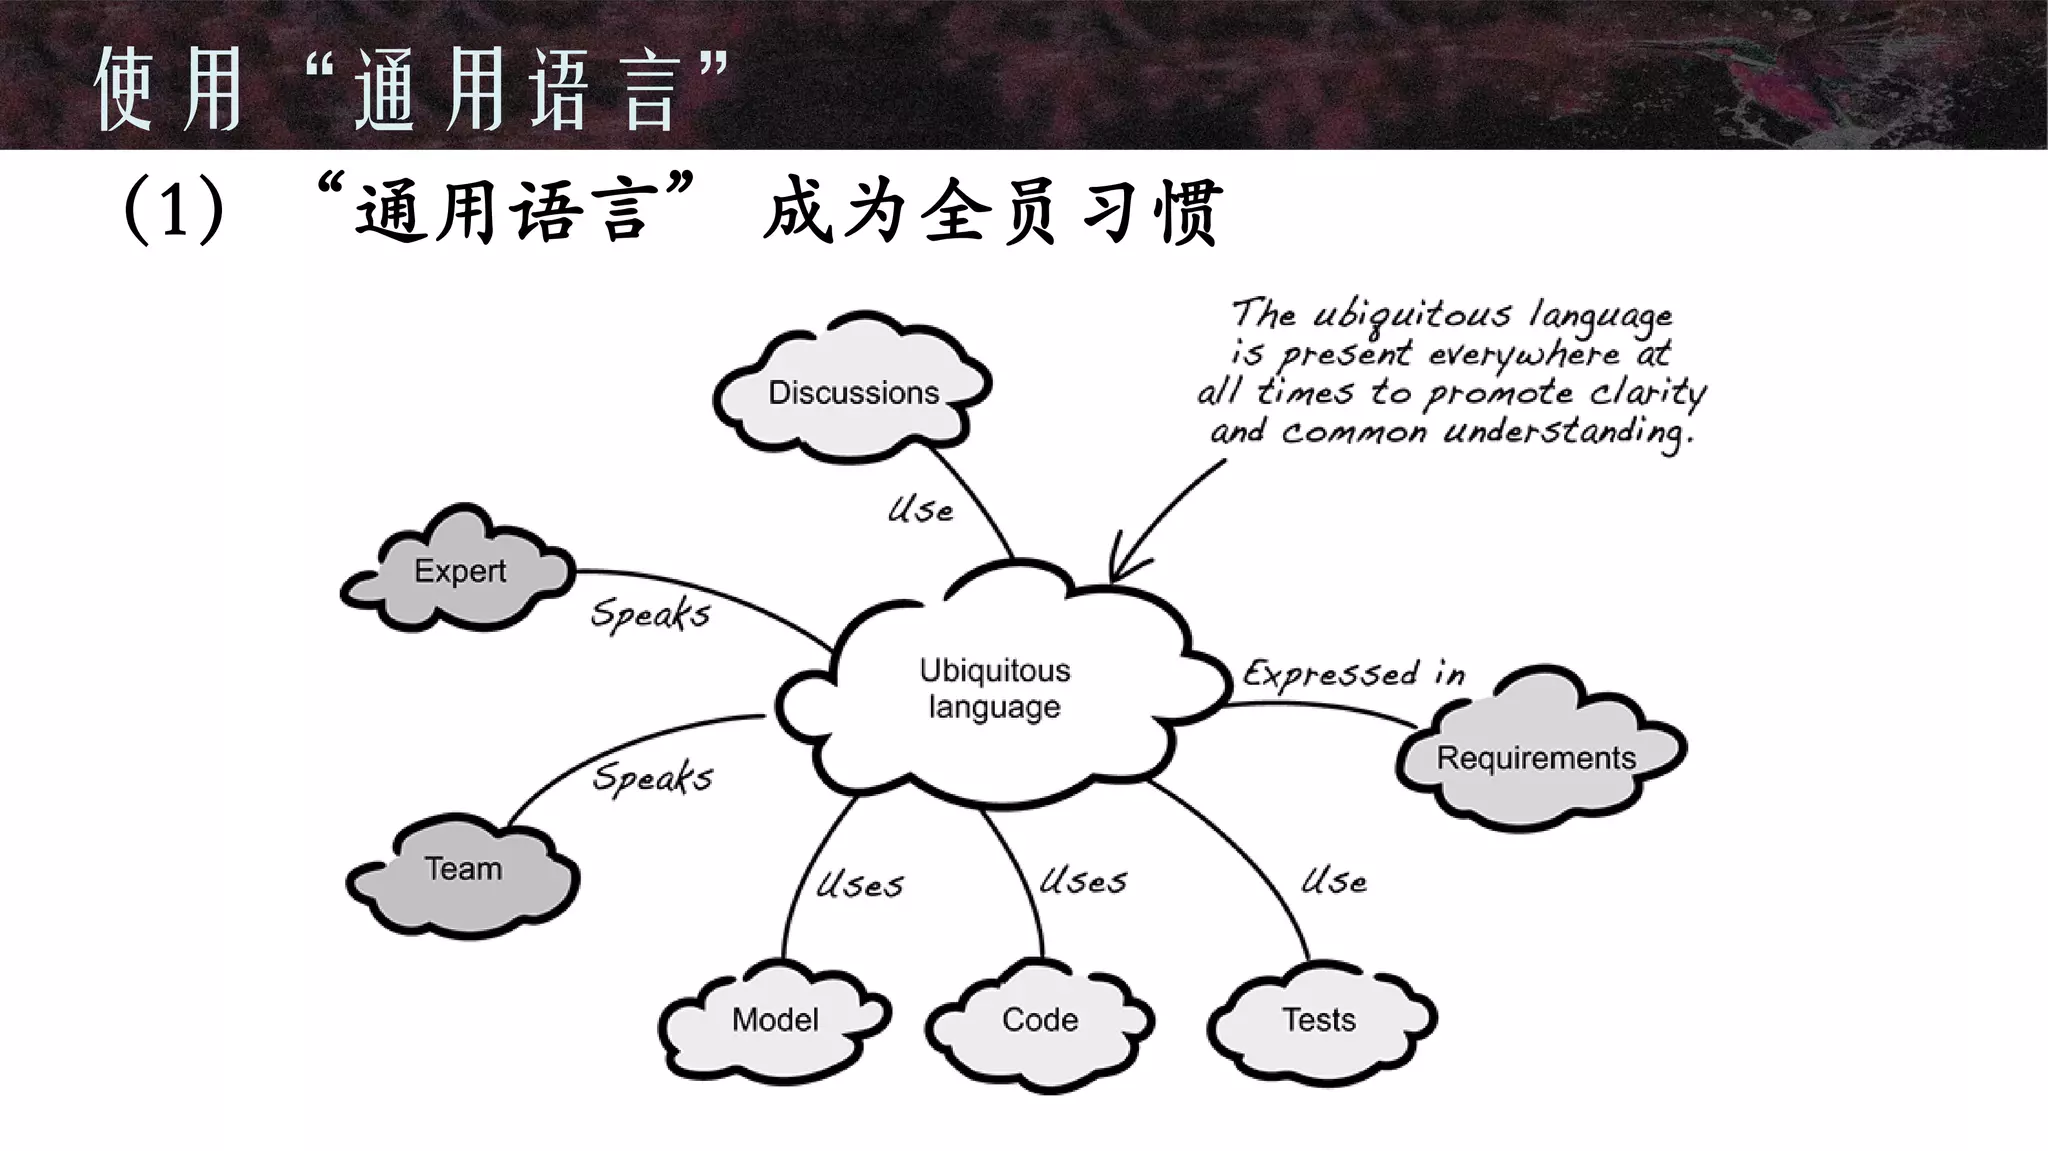 使用“通用语言”
(1) “通用语言” 成为全员习惯
The ubiquitous language
is present everywhere at
all times to promote clarity
and common understanding.
Discussions
Use
Expert
Speaks
Ubiquitous
language
Expressed in
Requirements
Speaks
Team
Uses
Uses
Use
Model
Code
Tests